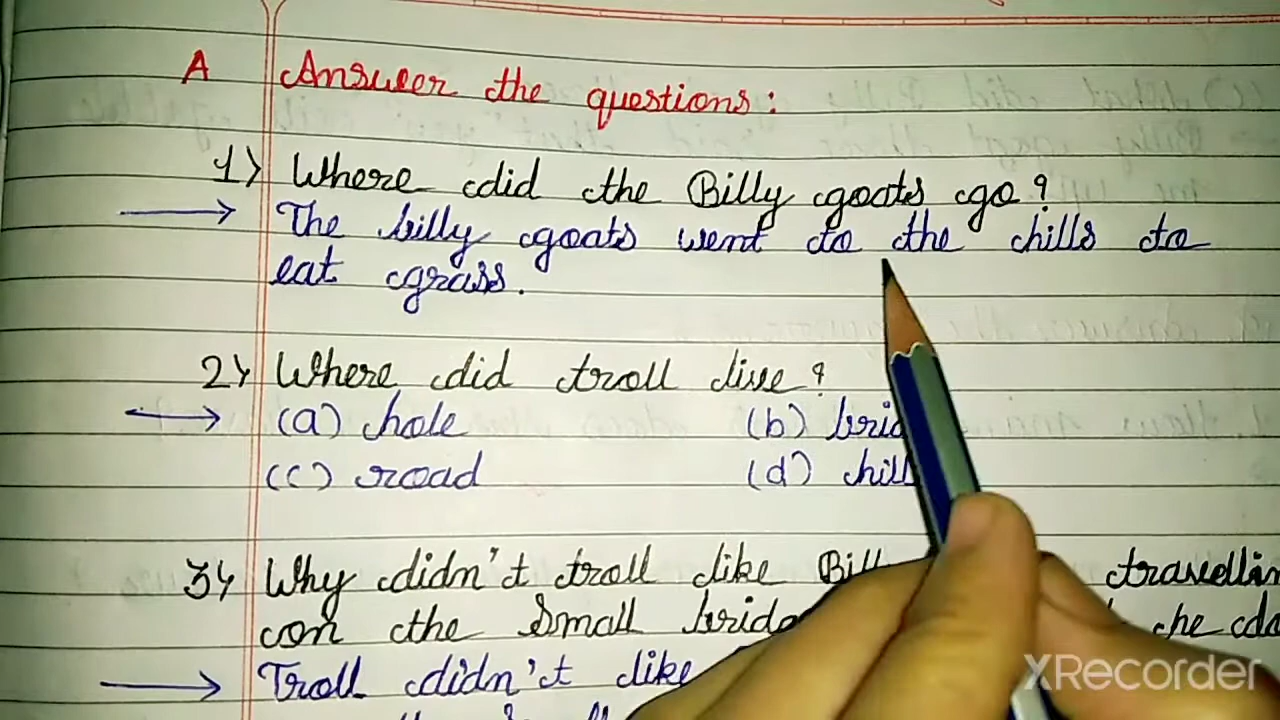 A Answer the questions:
1) Where did the Billy goats go?
The billy goats went to the hills to
eat grass.
2) Where did troll live?
(a) hole (b)
(c) road (d)
3) Why didn't troll like travelling
on the small he
Troll didn't like
XRecorder